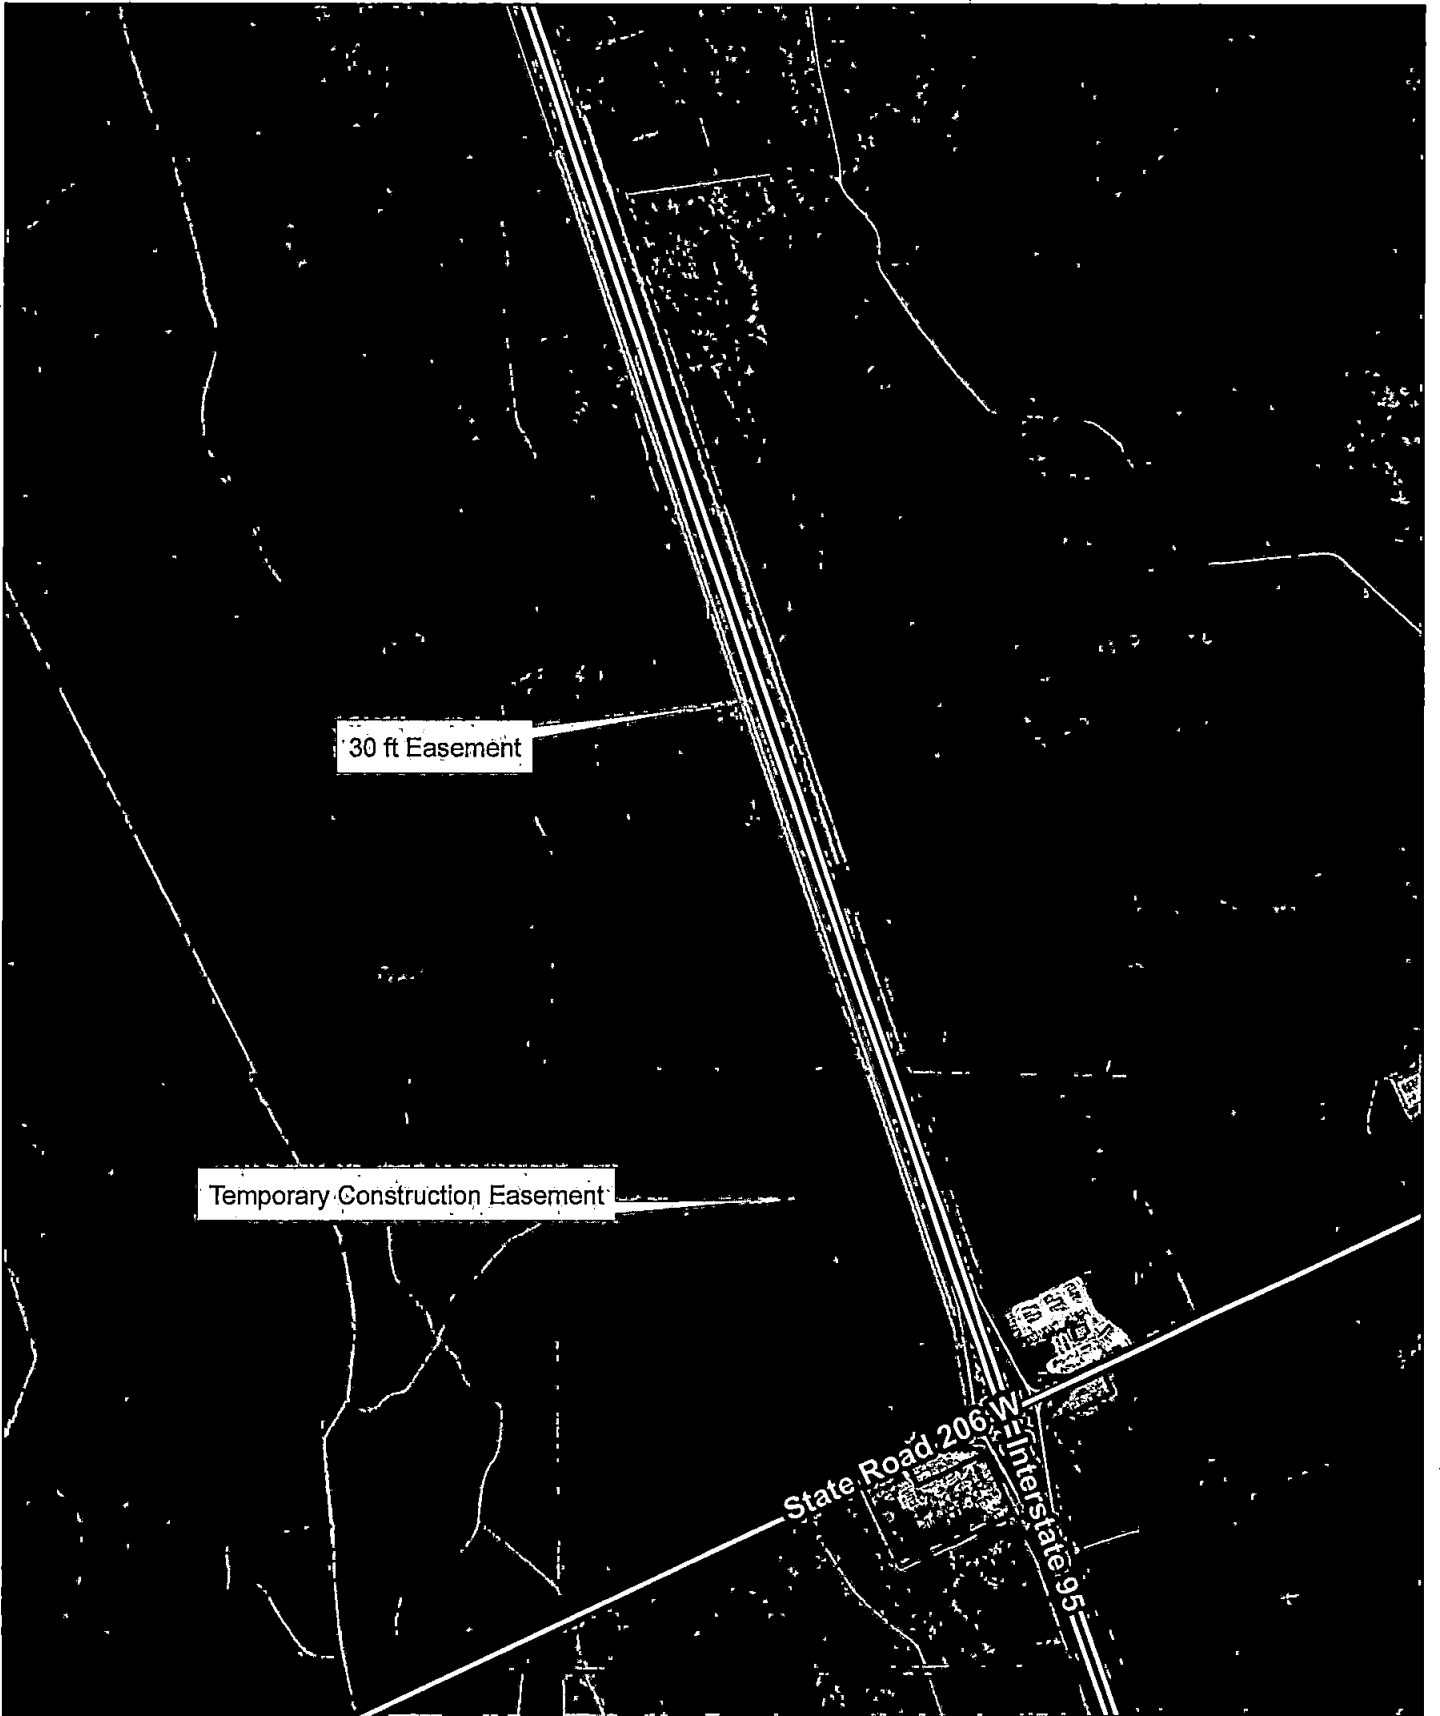 30 ft Easement
Temporary Construction Easement
State Road 206 W
Interstate 95